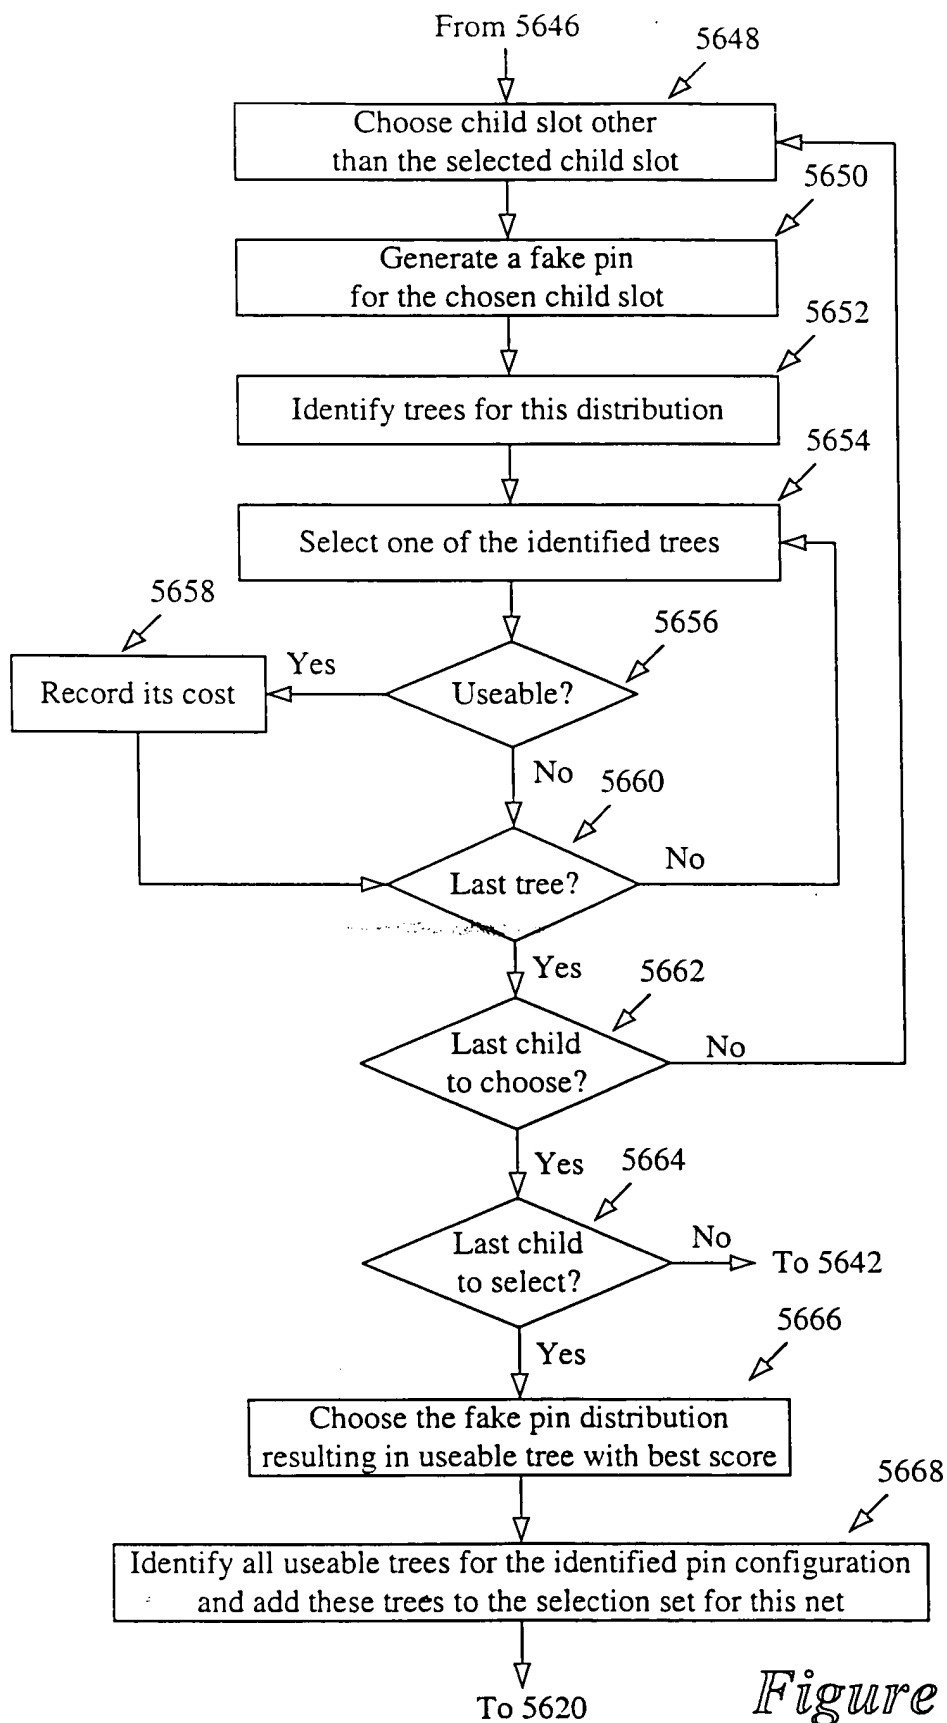 From 5646
5648
Choose child slot other
than the selected child slot
5650
Generate a fake pin
for the chosen child slot
5652
Identify trees for this distribution
5654
Select one of the identified trees
5658
5656
Record its cost
Yes
Useable?
No
5660
Last tree?
No
Yes
5662
Last child
to choose?
No
Yes
5664
Last child
to select?
No
To 5642
5666
Yes
Choose the fake pin distribution
resulting in useable tree with best score
5668
Identify all useable trees for the identified pin configuration
and add these trees to the selection set for this net
To 5620
Figure